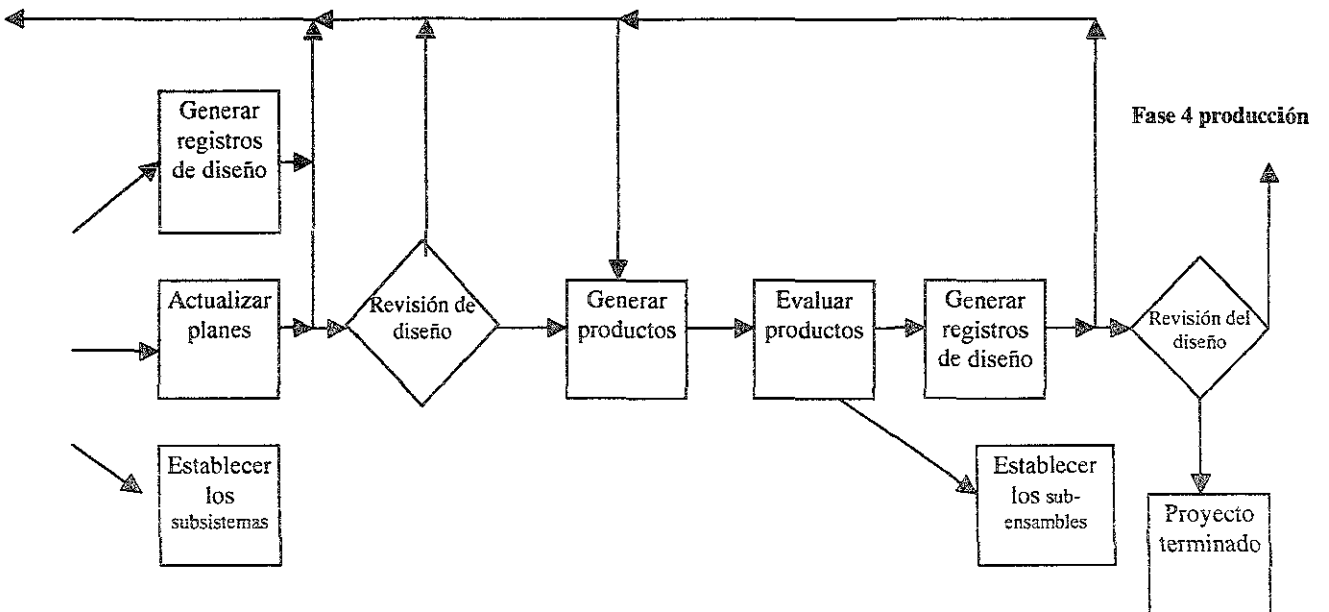 Generar
registros
de diseño
Fase 4 producción
Actualizar
planes
Revisión de
diseño
Generar
productos
Evaluar
productos
Generar
registros
de diseño
Revisión del
diseño
Establecer
los
subsistemas
Establecer
los sub-
ensambles
Proyecto
terminado